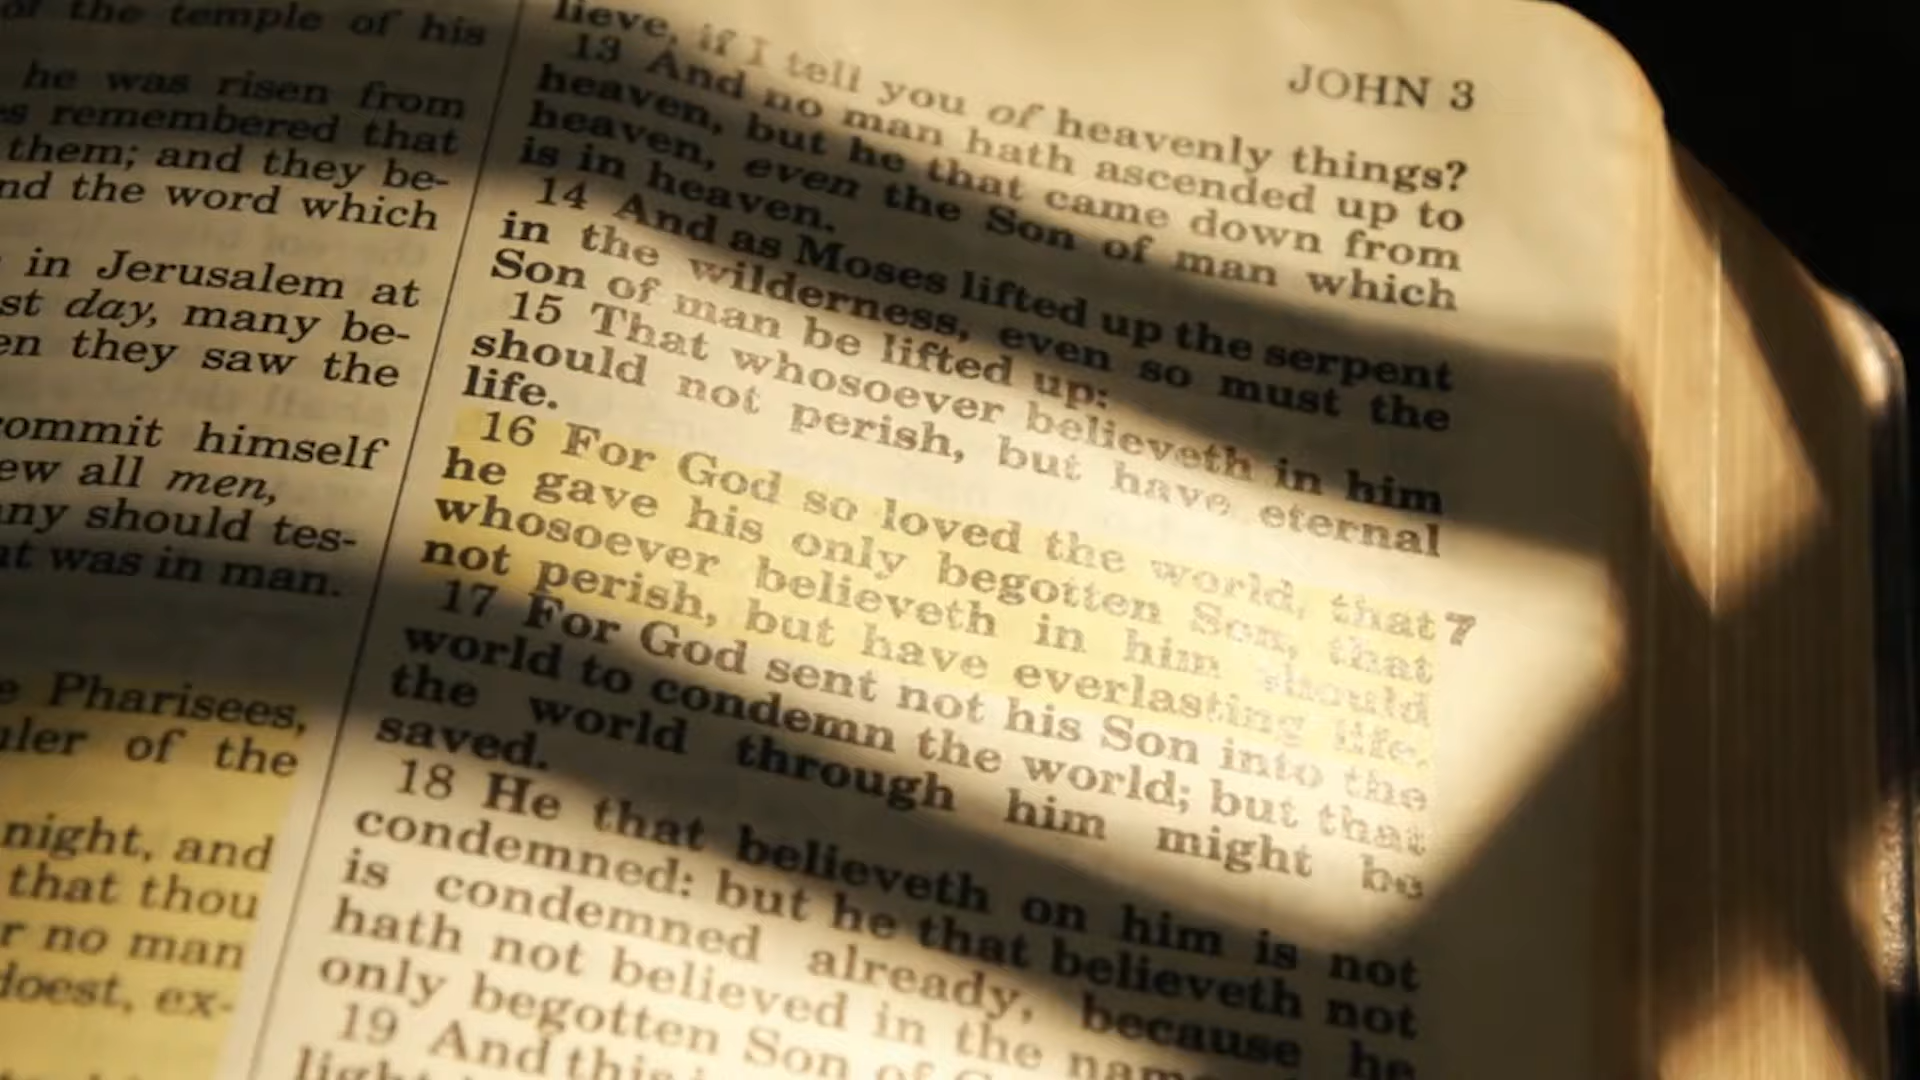 of the temple of his
he was risen from
remembered that
them; and they be-
the word which
in Jerusalem at
day, many be-
they saw the
commit himself
all men,
should tes-
was in man.
Pharisees,
of the
night, and
that thou
no man
doest, ex-
JOHN 3
lieve, if I tell you of heavenly things?
13 And no man hath ascended up to
heaven, but he that came down from
heaven, even the Son of man which
is in heaven.
14 And as Moses lifted up the serpent
in the wilderness, even so must the
Son of man be lifted up:
15 That whosoever believeth in him
should not perish, but have eternal
life.
16 For God so loved the world, that 7
he gave his only begotten Son, that
whosoever believeth in him should
not perish, but have everlasting life.
17 For God sent not his Son into the
world to condemn the world; but that
the world through him might be
saved.
18 He that believeth on him is not
condemned: but he that believeth not
is condemned already, because he
hath not believed in the name
only begotten Son of
19 And this
light